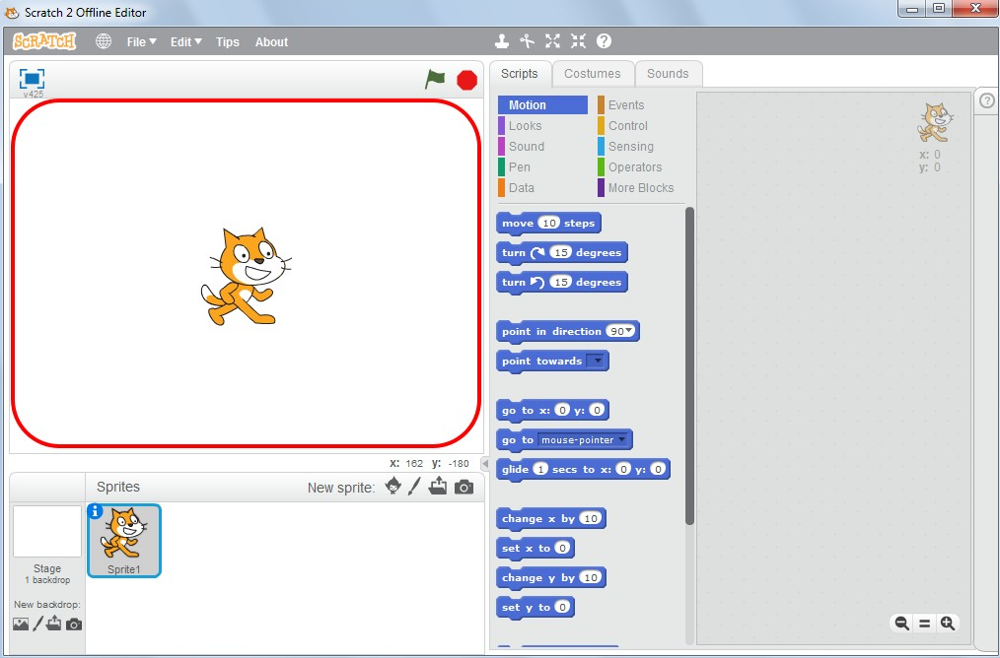 Scratch 2 Offline Editor
SCRATCH File Edit Tips About
v425
Scripts Costumes Sounds
Motion Events
Looks Control
Sound Sensing
Pen Operators
Data More Blocks
x: 0
y: 0
move 10 steps
turn 15 degrees
turn 15 degrees
point in direction 90
point towards
go to x: 0 y: 0
go to mouse-pointer
glide 1 secs to x: 0 y: 0
change x by 10
set x to 0
change y by 10
set y to 0
x: 162 y: -180
Sprites New sprite:
Sprite1
Stage
1 backdrop
New backdrop: